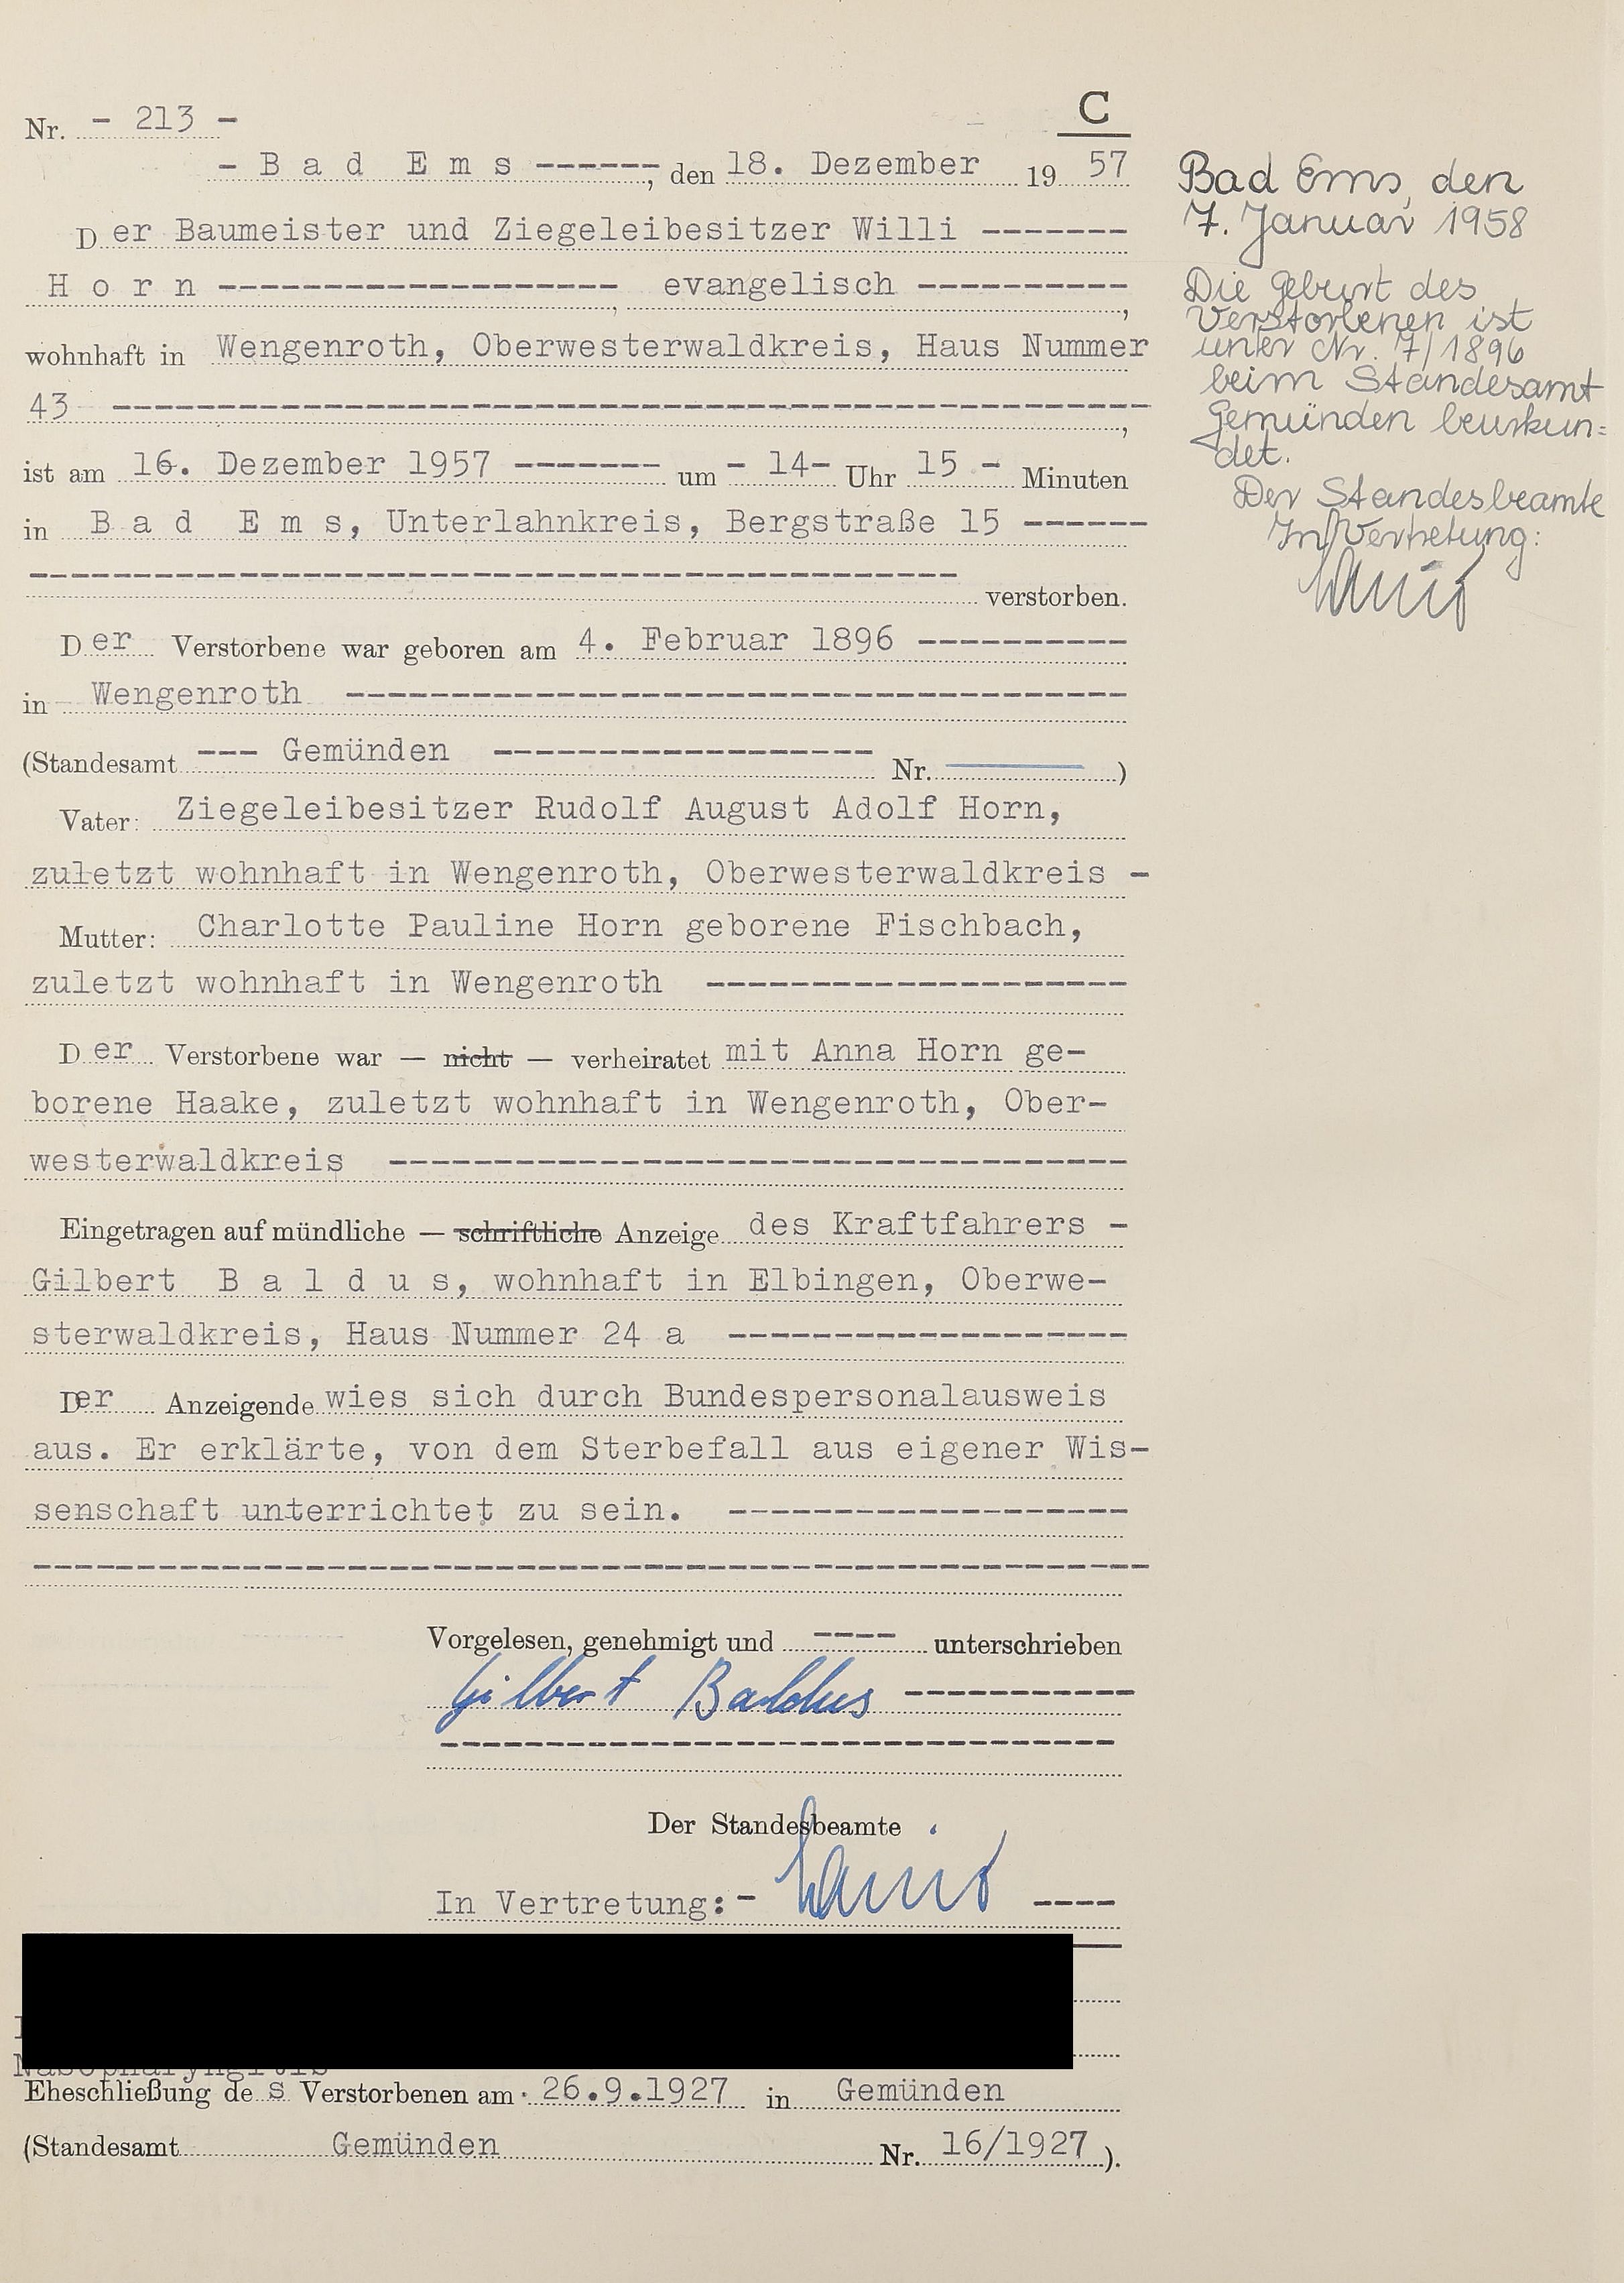 C
Nr. - 213 -
- B a d E m s ------, den 18. Dezember 19 57
Der Baumeister und Ziegeleibesitzer Willi -------
H o r n -------------------, evangelisch ----------,
wohnhaft in Wengenroth, Oberwesterwaldkreis, Haus Nummer
43 --------------------------------------------------,
ist am 16. Dezember 1957 ------- um - 14- Uhr 15 - Minuten
in B a d E m s, Unterlahnkreis, Bergstraße 15 ------
-------------------------------------------- verstorben.
Der Verstorbene war geboren am 4. Februar 1896 ----------
in Wengenroth -------------------------------------
(Standesamt --- Gemünden ------------------ Nr. ——)
Vater: Ziegeleibesitzer Rudolf August Adolf Horn,
zuletzt wohnhaft in Wengenroth, Oberwesterwaldkreis -
Mutter: Charlotte Pauline Horn geborene Fischbach,
zuletzt wohnhaft in Wengenroth --------------------
Der Verstorbene war — nicht — verheiratet mit Anna Horn ge-
borene Haake, zuletzt wohnhaft in Wengenroth, Ober-
westerwaldkreis -----------------------------------
Eingetragen auf mündliche — schriftliche Anzeige des Kraftfahrers -
Gilbert B a l d u s, wohnhaft in Elbingen, Oberwe-
sterwaldkreis, Haus Nummer 24 a -------------------
Der Anzeigende wies sich durch Bundespersonalausweis
aus. Er erklärte, von dem Sterbefall aus eigener Wis-
senschaft unterrichtet zu sein. -------------------
-----------------------------------------------------
Vorgelesen, genehmigt und ---- unterschrieben
Gilbert Baldus -----------
--------------------------------
Der Standesbeamte
In Vertretung:- ----
Nasopharyngitis
Eheschließung des Verstorbenen am 26.9.1927 in Gemünden
(Standesamt Gemünden Nr. 16/1927 ).
Bad Ems, den
7. Januar 1958
Die Geburt des
Verstorbenen ist
unter Nr. 7/1896
beim Standesamt
Gemünden beurkun=
det.
Der Standesbeamte
In Vertretung: